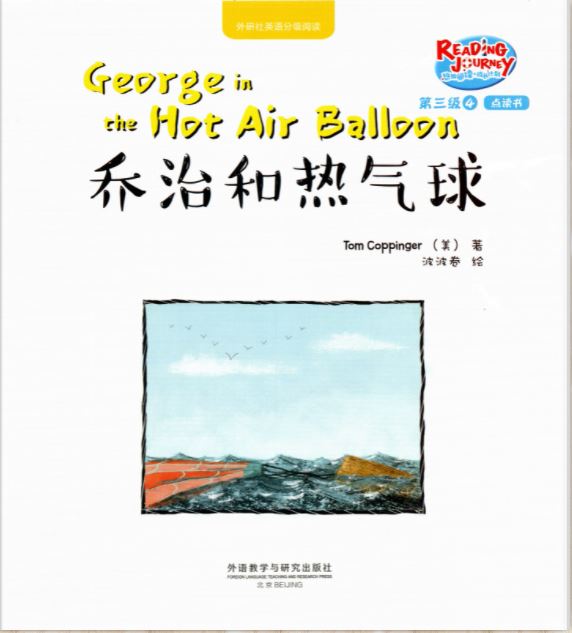 外研社英语分级阅读
READING
JOURNEY
第三级 4 点读书
George in
the Hot Air Balloon
乔治和热气球
Tom Coppinger （美） 著
波波卷 绘
外语教学与研究出版社
FOREIGN LANGUAGE TEACHING AND RESEARCH PRESS
北京 BEIJING